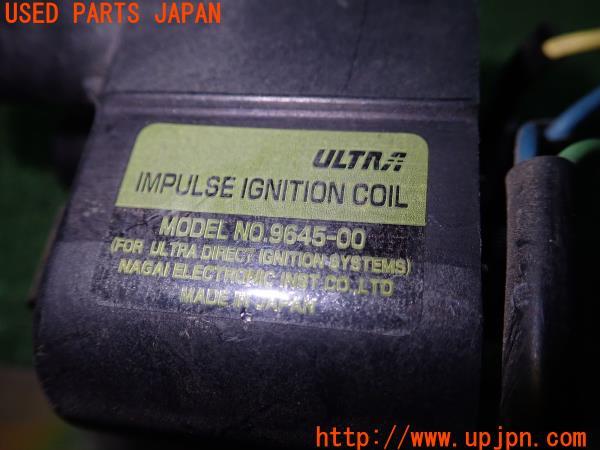 USED PARTS JAPAN
ULTRA
IMPULSE IGNITION COIL
MODEL NO.9645-00
(FOR ULTRA DIRECT IGNITION SYSTEMS)
NAGAI ELECTRONIC INST CO.,LTD
MADE IN JAPAN
http://www.upjpn.com/